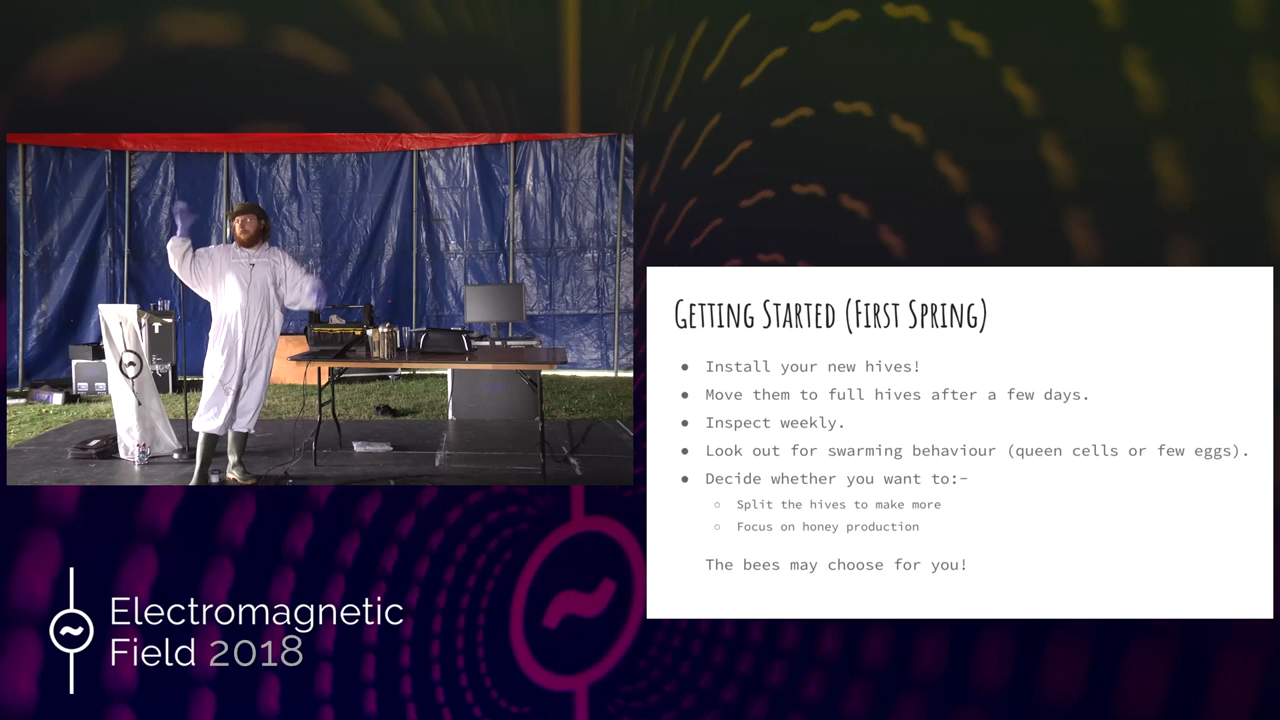 Getting Started (First Spring)
● Install your new hives!
● Move them to full hives after a few days.
● Inspect weekly.
● Look out for swarming behaviour (queen cells or few eggs).
● Decide whether you want to:-
○ Split the hives to make more
○ Focus on honey production
The bees may choose for you!
Electromagnetic
Field 2018